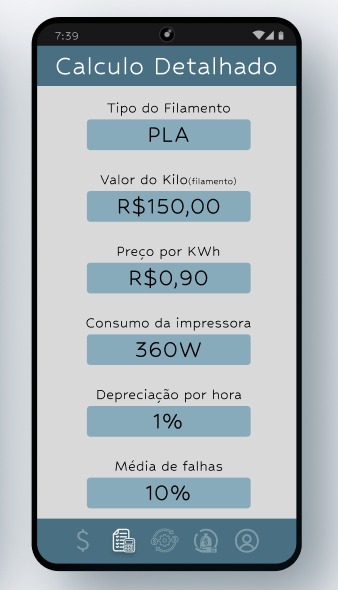 7:39
Calculo Detalhado
Tipo do Filamento
PLA
Valor do Kilo(filamento)
R$150,00
Preço por KWh
R$0,90
Consumo da impressora
360W
Depreciação por hora
1%
Média de falhas
10%